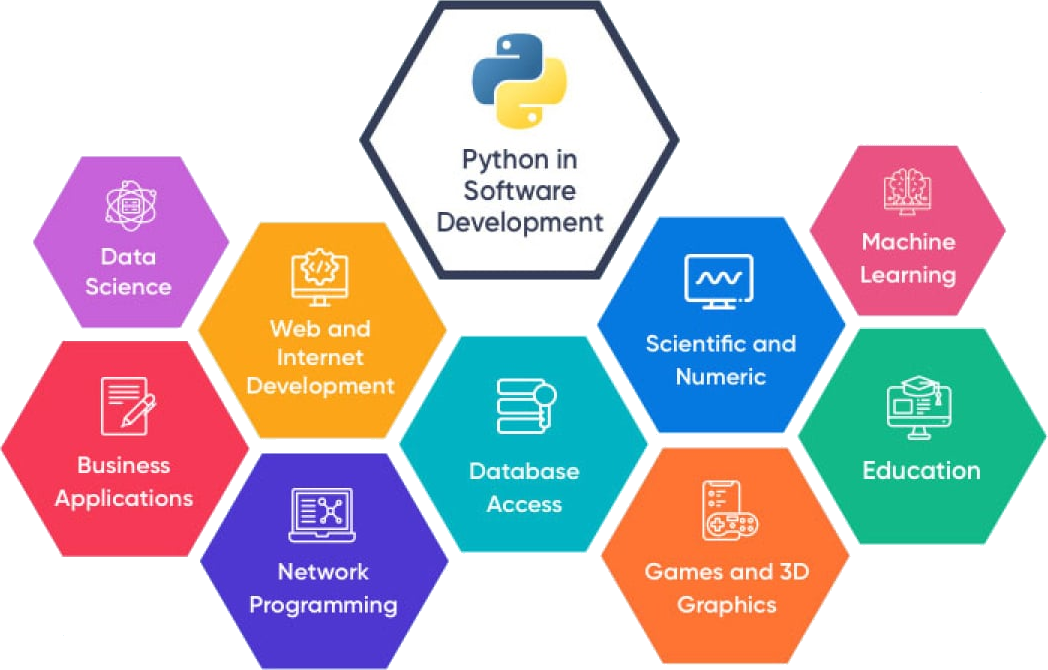 Python in
Software
Development
Data
Science
Machine
Learning
Web and
Internet
Development
Scientific and
Numeric
Business
Applications
Database
Access
Education
Network
Programming
Games and 3D
Graphics